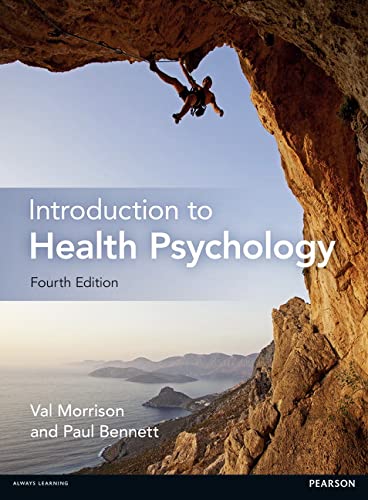 Introduction to
Health Psychology
Fourth Edition
Val Morrison
and Paul Bennett
ALWAYS LEARNING
PEARSON